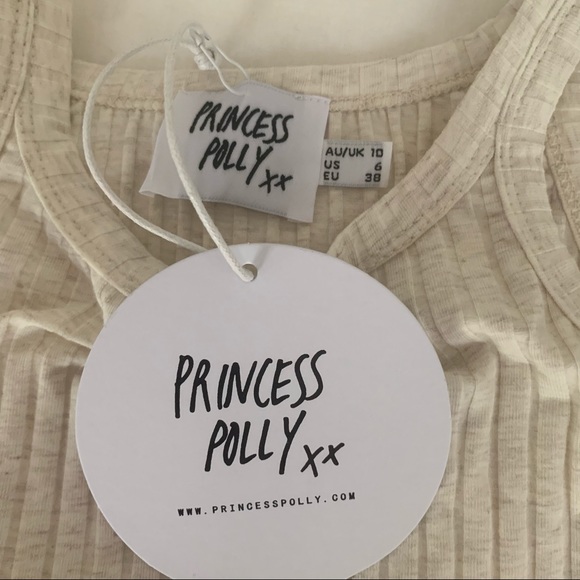 PRINCESS
POLLY xx
AU/UK 10
US 6
EU 38
PRINCESS
POLLY xx
WWW.PRINCESSPOLLY.COM